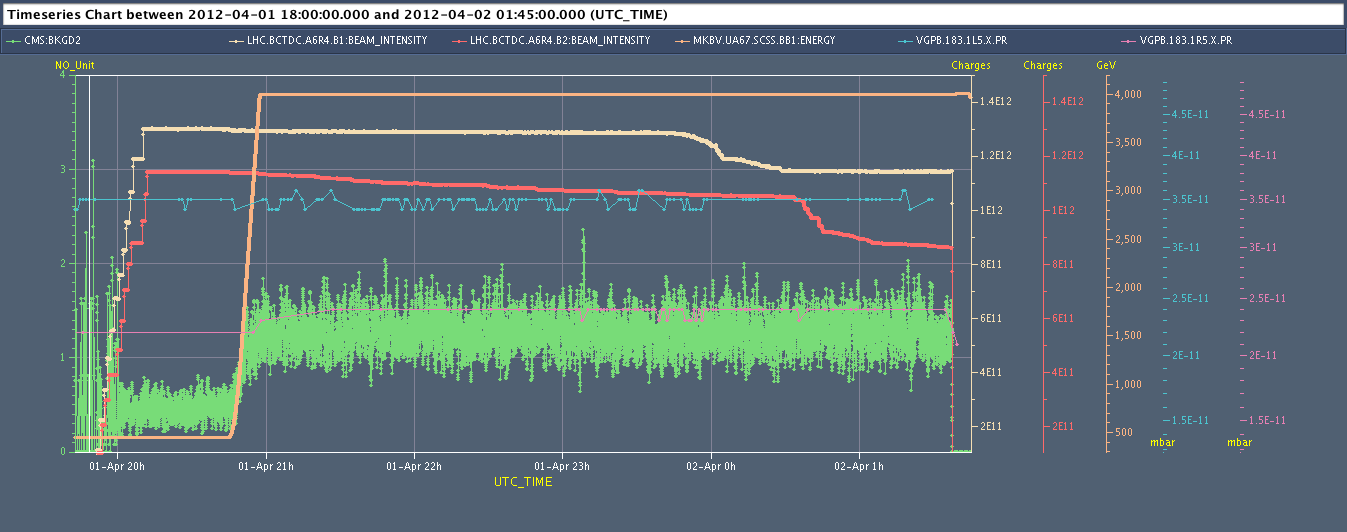 Timeseries Chart between 2012-04-01 18:00:00.000 and 2012-04-02 01:45:00.000 (UTC_TIME)
CMS:BKGD2 LHC.BCTDC.A6R4.B1:BEAM_INTENSITY LHC.BCTDC.A6R4.B2:BEAM_INTENSITY MKBV.UA67.SCSS.BB1:ENERGY VGPB.183.1L5.X.PR VGPB.183.1R5.X.PR
NO_Unit Charges Charges GeV
4
3
2
1
0
1.4E12
1.2E12
1E12
8E11
6E11
4E11
2E11
1.4E12
1.2E12
1E12
8E11
6E11
4E11
2E11
4,000
3,500
3,000
2,500
2,000
1,500
1,000
500
4.5E-11
4E-11
3.5E-11
3E-11
2.5E-11
2E-11
1.5E-11
mbar
4.5E-11
4E-11
3.5E-11
3E-11
2.5E-11
2E-11
1.5E-11
mbar
01-Apr 20h 01-Apr 21h 01-Apr 22h 01-Apr 23h 02-Apr 0h 02-Apr 1h
UTC_TIME